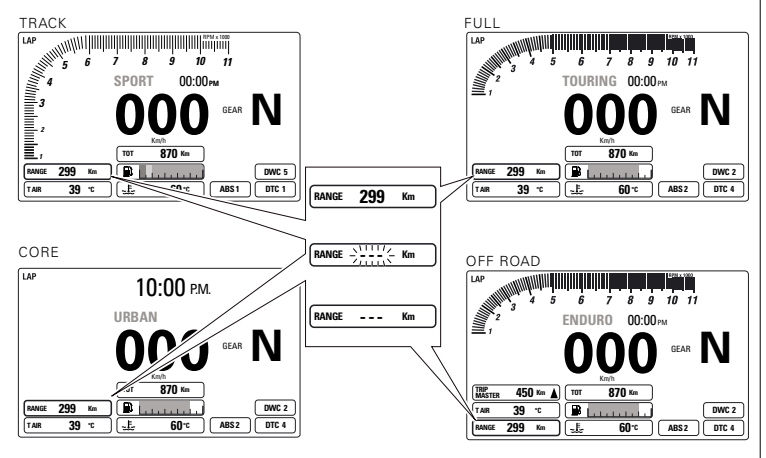 TRACK
LAP
RPM x 1000
1 2 3 4 5 6 7 8 9 10 11
SPORT 00:00 PM
000
GEAR N
Km/h
TOT 870 Km
RANGE 299 Km
DWC 5
T AIR 39 °C
60 °C
ABS 1
DTC 1
FULL
LAP
RPM x 1000
1 2 3 4 5 6 7 8 9 10 11
TOURING 00:00 PM
000
GEAR N
Km/h
TOT 870 Km
RANGE 299 Km
DWC 2
T AIR 39 °C
60 °C
ABS 2
DTC 4
RANGE 299 Km
RANGE --- Km
RANGE --- Km
CORE
LAP
10:00 P.M.
URBAN
000
GEAR N
Km/h
TOT 870 Km
RANGE 299 Km
DWC 2
T AIR 39 °C
60 °C
ABS 2
DTC 4
OFF ROAD
LAP
RPM x 1000
1 2 3 4 5 6 7 8 9 10 11
ENDURO 00:00 PM
000
GEAR N
Km/h
TRIP MASTER 450 Km
TOT 870 Km
T AIR 39 °C
DWC 2
RANGE 299 Km
60 °C
ABS 2
DTC 4